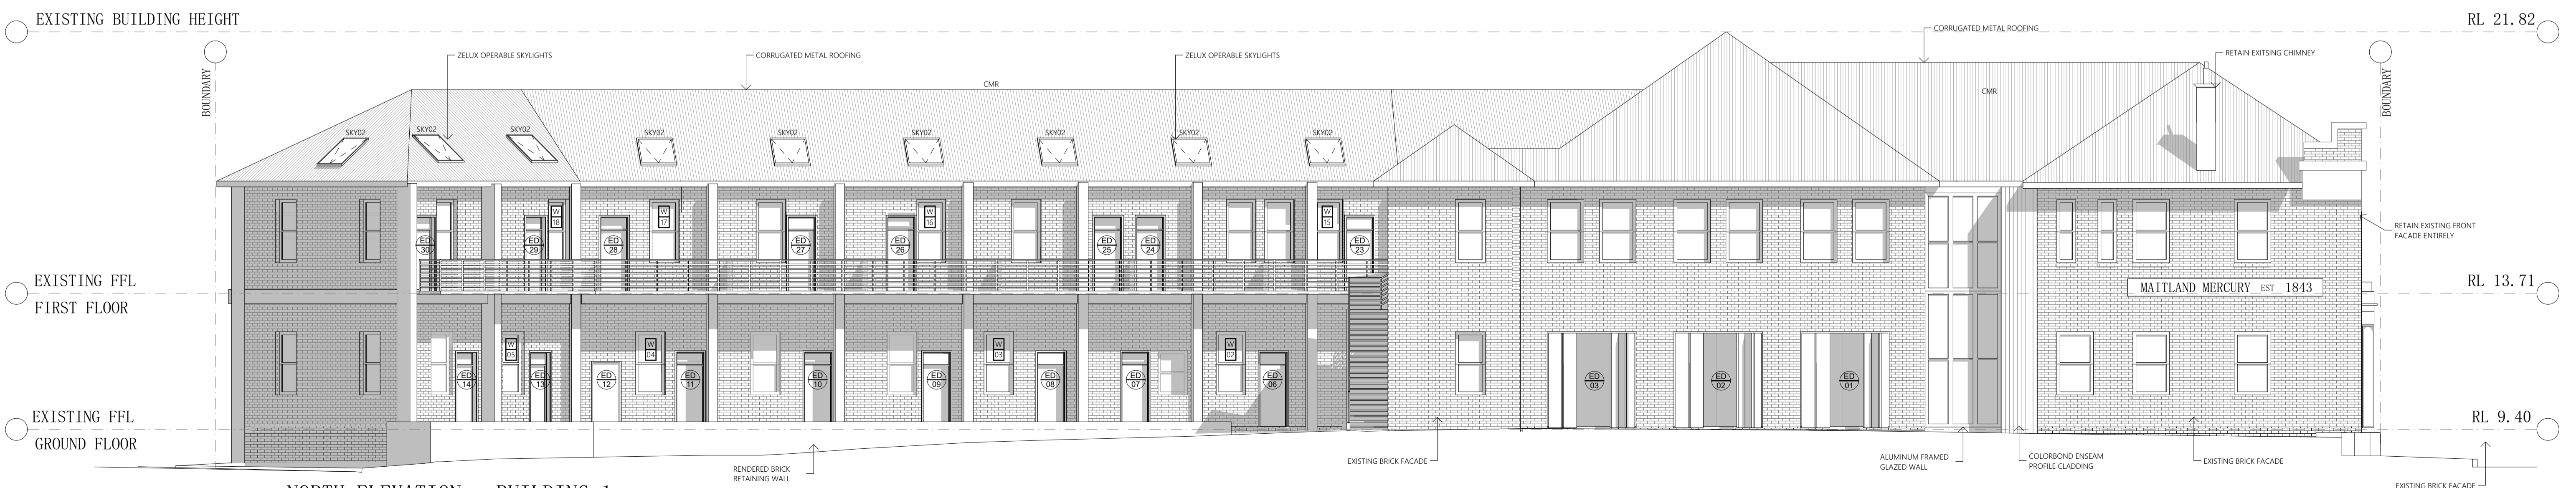 EXISTING BUILDING HEIGHT
RL 21.82
CORRUGATED METAL ROOFING
ZELUX OPERABLE SKYLIGHTS
CORRUGATED METAL ROOFING
ZELUX OPERABLE SKYLIGHTS
RETAIN EXITSING CHIMNEY
BOUNDARY
BOUNDARY
CMR
CMR
SKY02
SKY02
SKY02
SKY02
SKY02
SKY02
SKY02
SKY02
SKY02
W
18
W
17
W
16
W
15
ED
30
ED
29
ED
28
ED
27
ED
26
ED
25
ED
24
ED
23
RETAIN EXISTING FRONT
FACADE ENTIRELY
EXISTING FFL
FIRST FLOOR
RL 13.71
MAITLAND MERCURY EST 1843
W
05
W
04
W
03
W
02
ED
14
ED
13
ED
12
ED
11
ED
10
ED
09
ED
08
ED
07
ED
06
ED
03
ED
02
ED
01
EXISTING FFL
GROUND FLOOR
RL 9.40
RENDERED BRICK
RETAINING WALL
EXISTING BRICK FACADE
ALUMINUM FRAMED
GLAZED WALL
COLORBOND ENSEAM
PROFILE CLADDING
EXISTING BRICK FACADE
EXISTING BRICK FACADE
NORTH ELEVATION - BUILDING 1